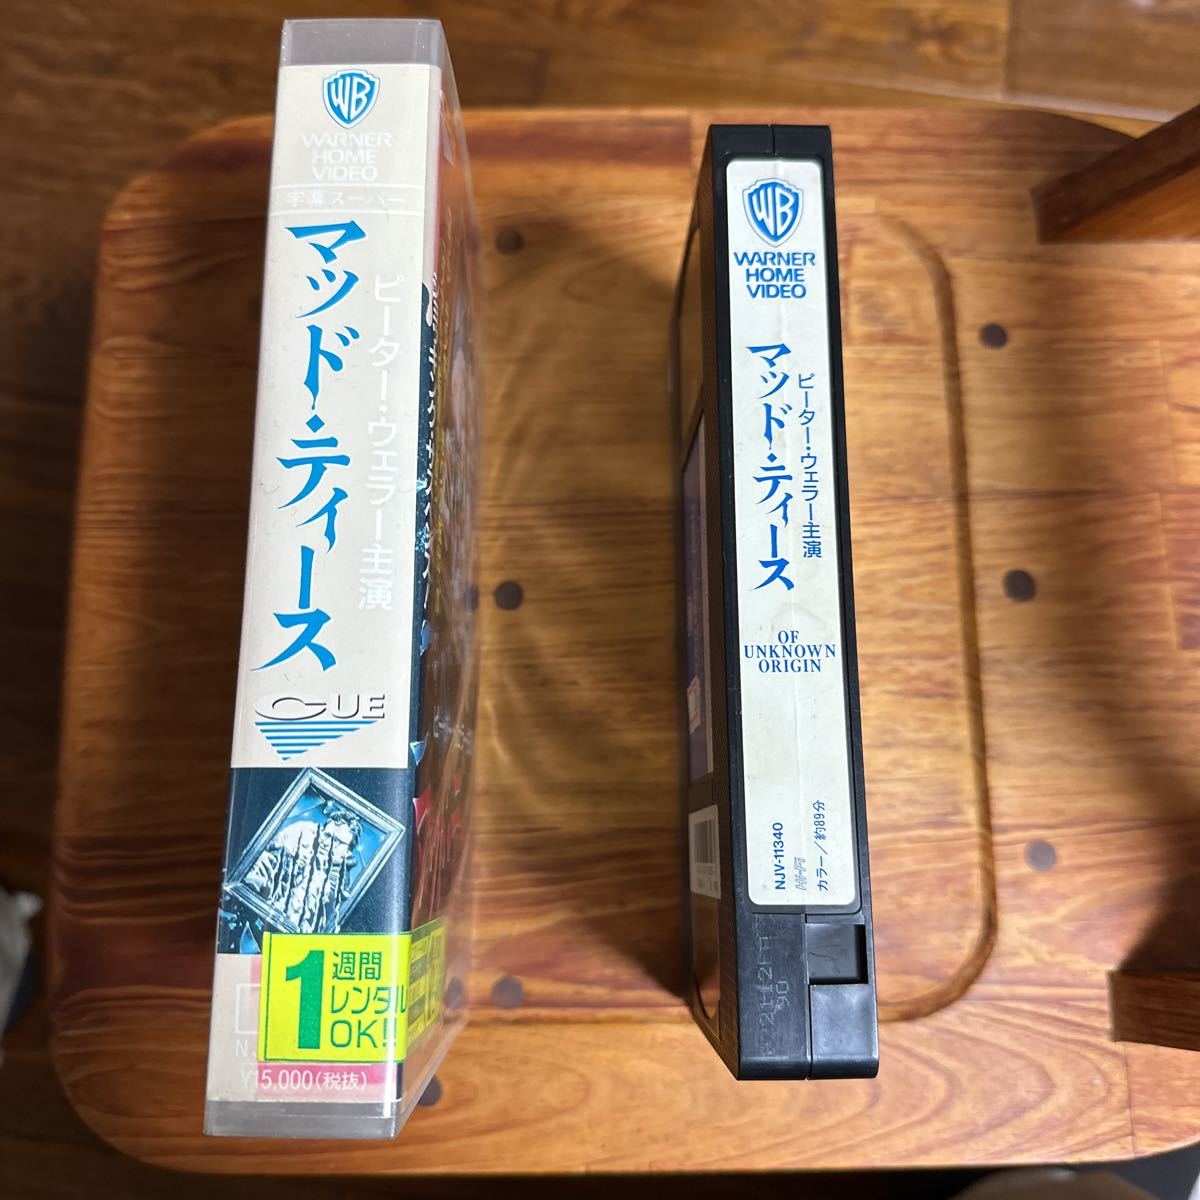 WB
WARNER
HOME
VIDEO
字幕スーパー
マッド・ティース
ピーター・ウェラー主演
CUE
1週間
レンタル
OK!!
N
¥15,000(税抜)
WB
WARNER
HOME
VIDEO
マッド・ティース
ピーター・ウェラー主演
OF
UNKNOWN
ORIGIN
NJV-11340
HI-FI
カラー/約89分
90